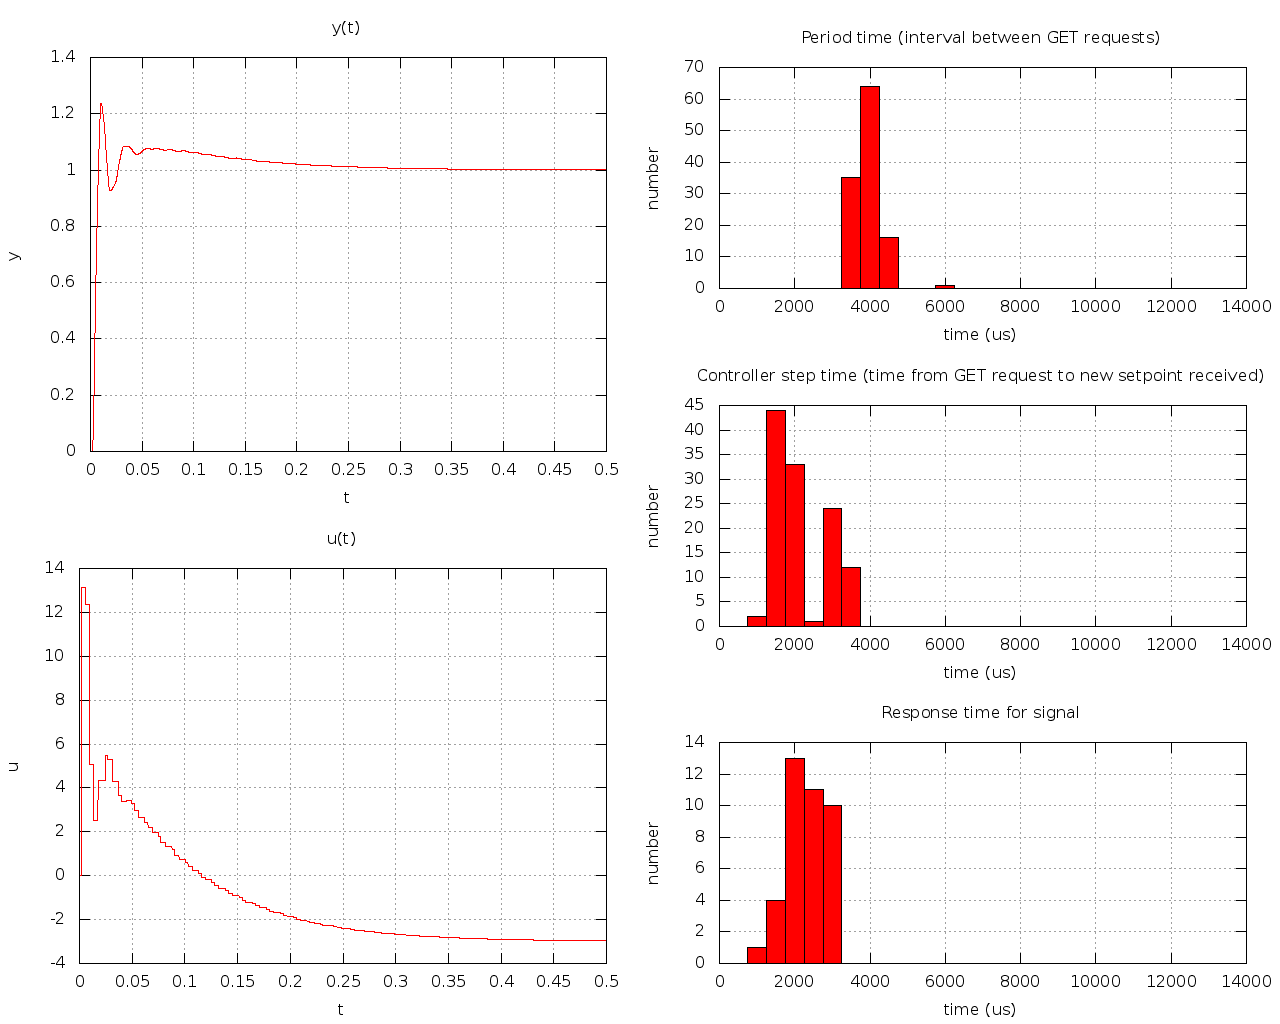 y(t)
1.4
1.2
1
0.8
0.6
0.4
0.2
0
y
0 0.05 0.1 0.15 0.2 0.25 0.3 0.35 0.4 0.45 0.5
t
u(t)
14
12
10
8
6
4
2
0
-2
-4
u
0 0.05 0.1 0.15 0.2 0.25 0.3 0.35 0.4 0.45 0.5
t
Period time (interval between GET requests)
70
60
50
40
30
20
10
0
number
0 2000 4000 6000 8000 10000 12000 14000
time (us)
Controller step time (time from GET request to new setpoint received)
45
40
35
30
25
20
15
10
5
0
number
0 2000 4000 6000 8000 10000 12000 14000
time (us)
Response time for signal
14
12
10
8
6
4
2
0
number
0 2000 4000 6000 8000 10000 12000 14000
time (us)